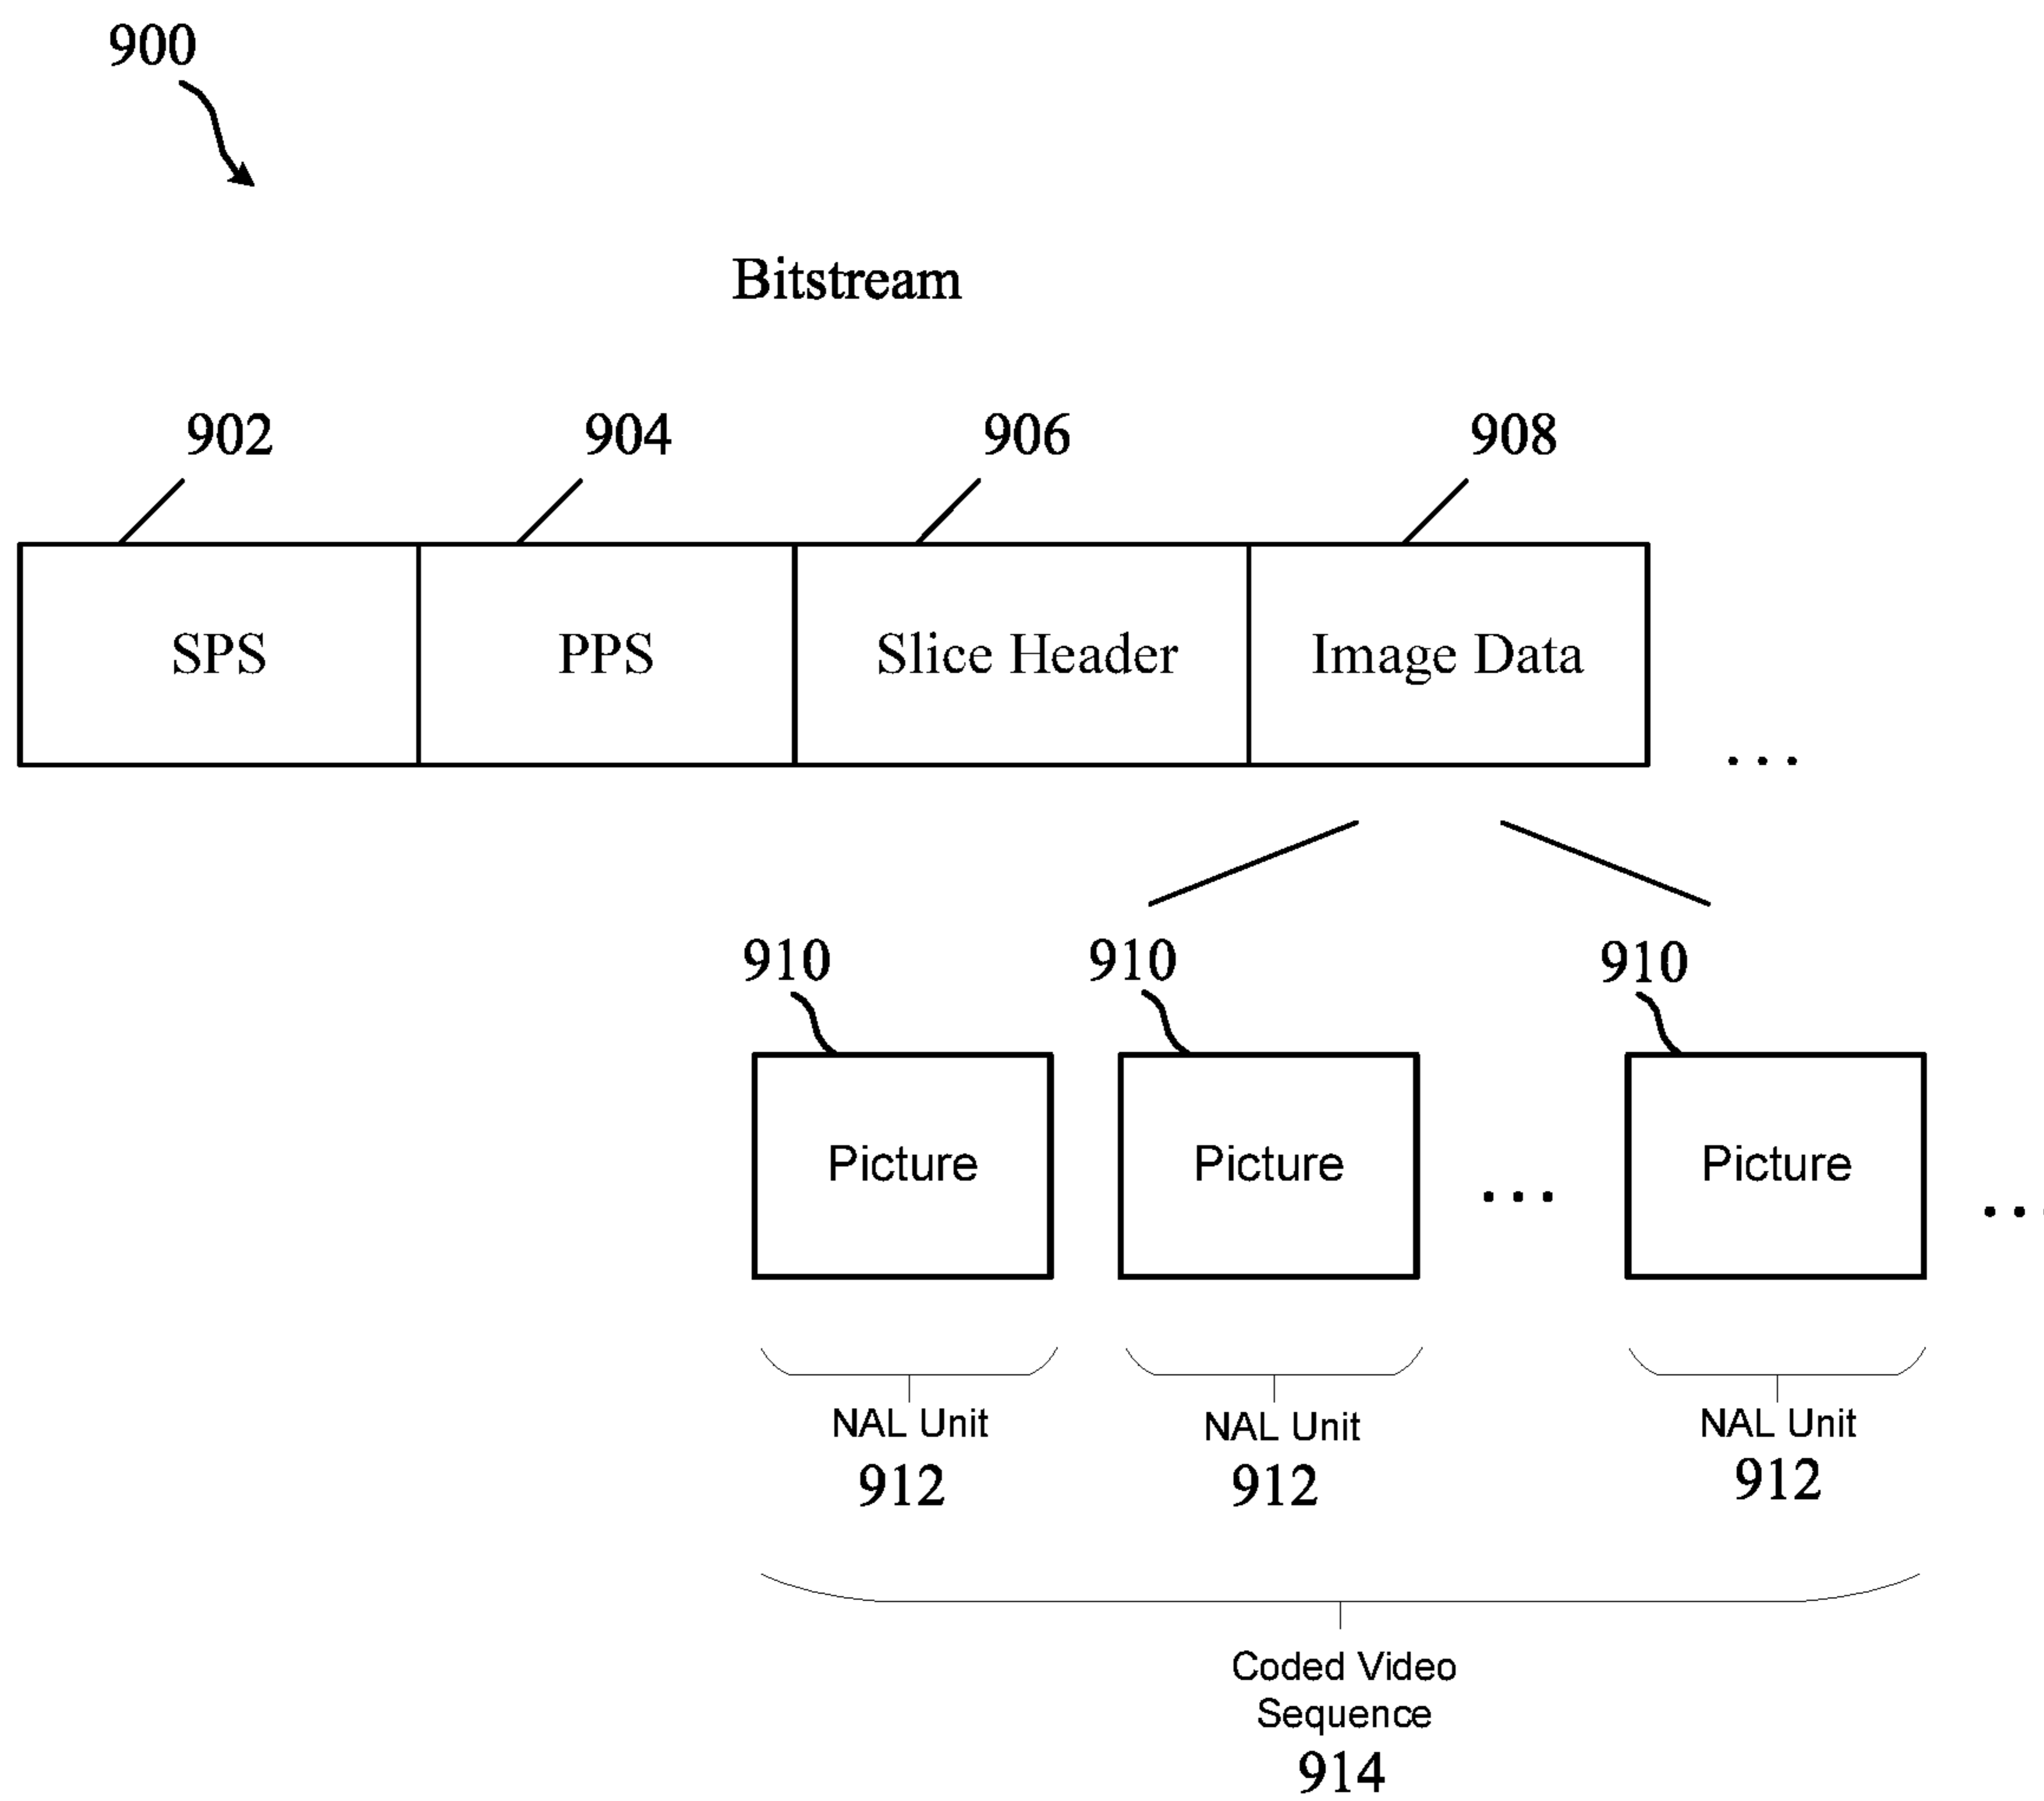 900
Bitstream
902 904 906 908
SPS PPS Slice Header Image Data
...
910 910 910
Picture Picture ... Picture ...
NAL Unit NAL Unit NAL Unit
912 912 912
Coded Video
Sequence
914